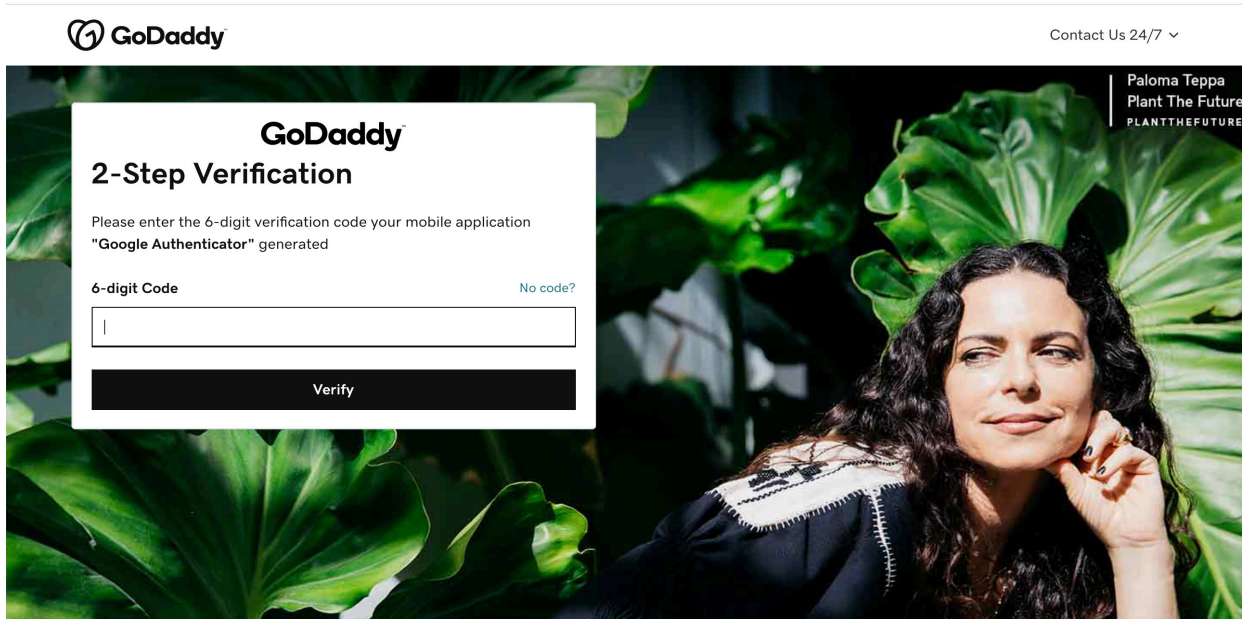 GoDaddy
Contact Us 24/7
Paloma Teppa
Plant The Future
PLANTTHEFUTURE
GoDaddy
2-Step Verification
Please enter the 6-digit verification code your mobile application
"Google Authenticator" generated
6-digit Code
No code?
Verify